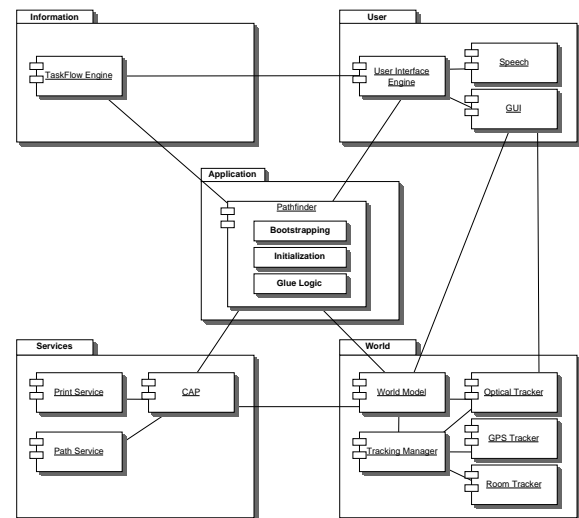 Information
User
TaskFlow Engine
User Interface
Engine
Speech
GUI
Application
Pathfinder
Bootstrapping
Initialization
Glue Logic
Services
World
Print Service
CAP
World Model
Optical Tracker
Path Service
Tracking Manager
GPS Tracker
Room Tracker